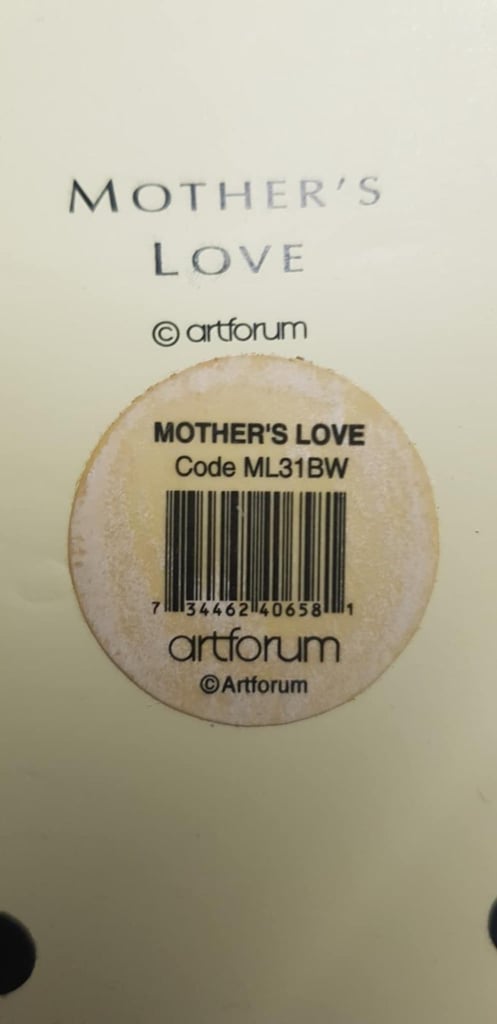 MOTHER'S
LOVE
© artforum
MOTHER'S LOVE
Code ML31BW
7 34462 40658 1
artforum
©Artforum